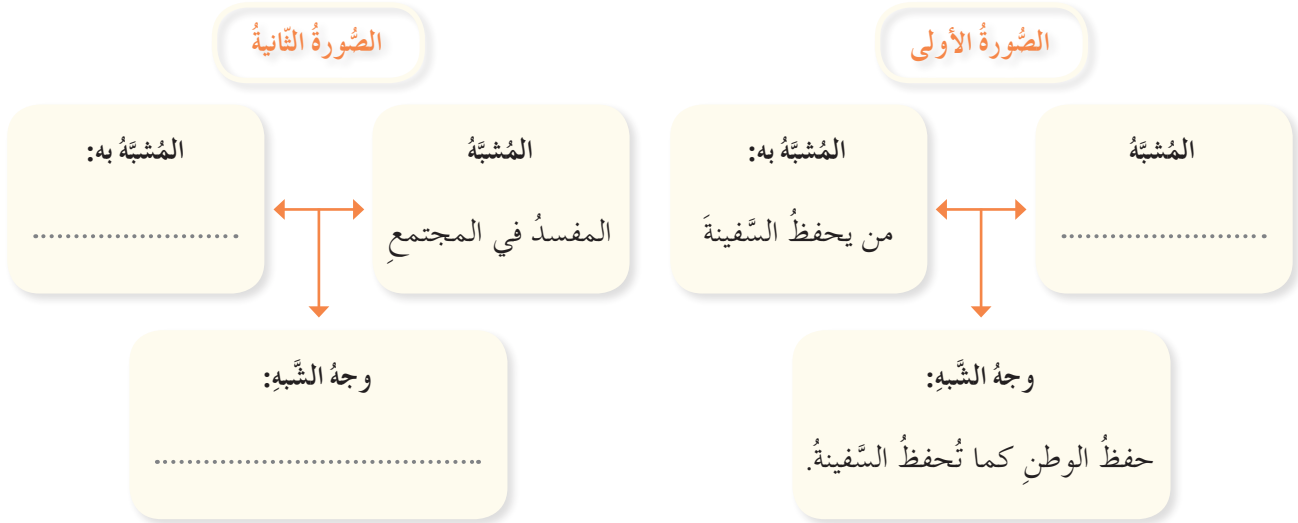 الصُّورةُ الأولى
المُشبَّهُ
........................
المُشبَّهُ به:
من يحفظُ السَّفينةَ
وجهُ الشَّبهِ:
حفظُ الوطنِ كما تُحفظُ السَّفينةُ.
الصُّورةُ الثّانيةُ
المُشبَّهُ
المفسدُ في المجتمعِ
المُشبَّهُ به:
........................
وجهُ الشَّبهِ:
......................................